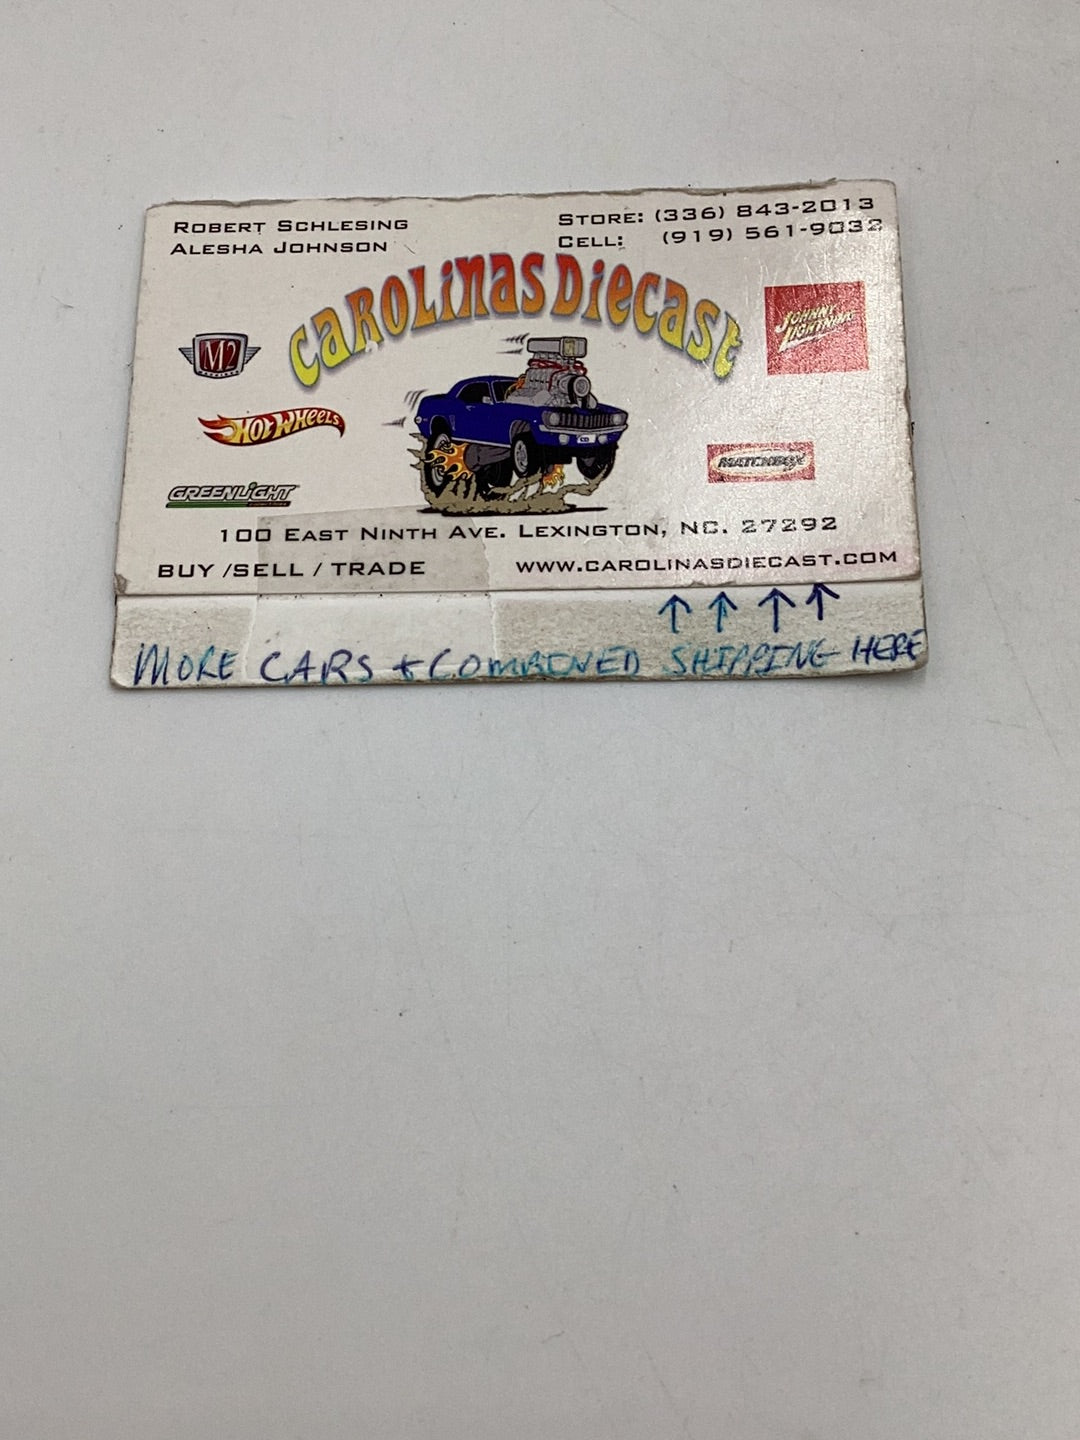 ROBERT SCHLESING
ALESHA JOHNSON
STORE: (336) 843-2013
CELL: (919) 561-9032
CAROLINAS DIECAST
M2
JOHNNY LIGHTNING
HOT WHEELS
MATCHBOX
GREENLIGHT
100 EAST NINTH AVE. LEXINGTON, NC. 27292
BUY /SELL / TRADE
WWW.CAROLINASDIECAST.COM
MORE CARS + COMBINED SHIPPING HERE